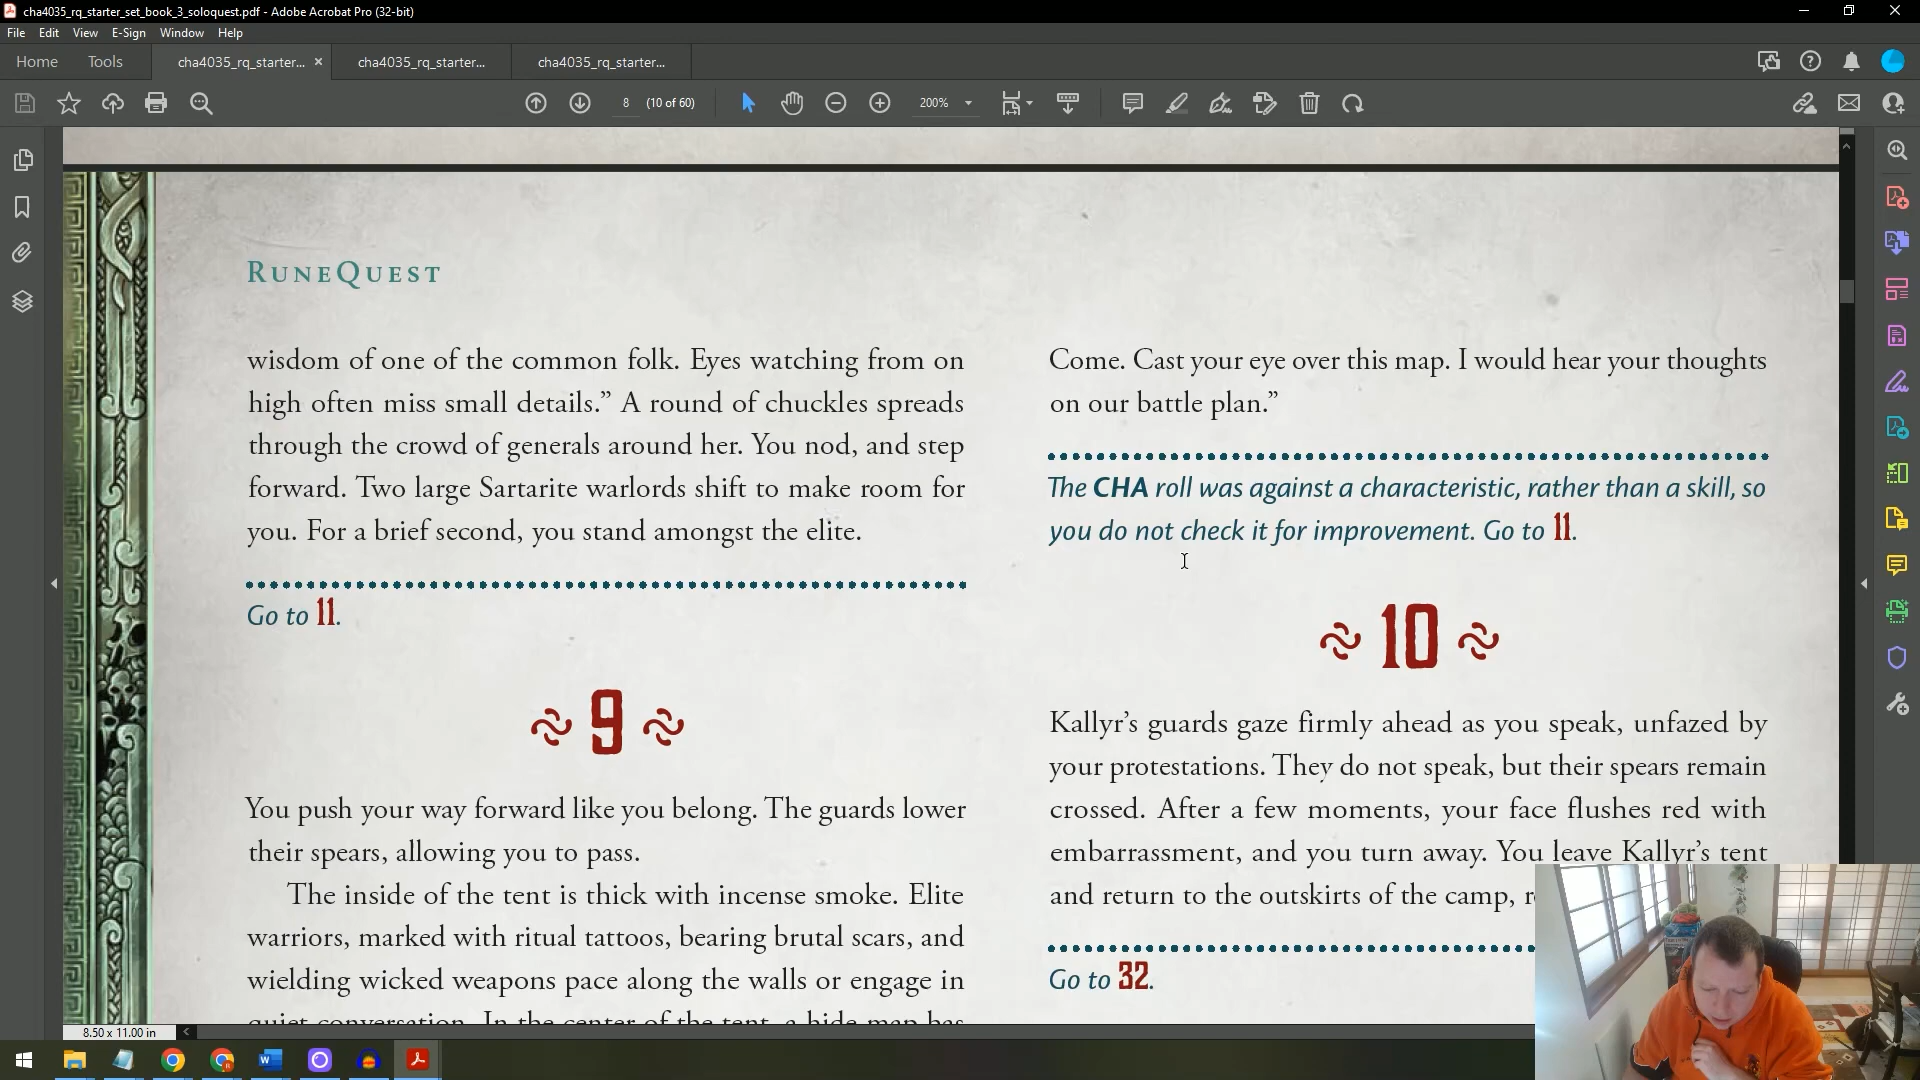 cha4035_rq_starter_set_book_3_soloquest.pdf - Adobe Acrobat Pro (32-bit)
File Edit View E-Sign Window Help
Home Tools cha4035_rq_starter... × cha4035_rq_starter... cha4035_rq_starter...
8 (10 of 60) 200%
RUNEQUEST
wisdom of one of the common folk. Eyes watching from on
high often miss small details.” A round of chuckles spreads
through the crowd of generals around her. You nod, and step
forward. Two large Sartarite warlords shift to make room for
you. For a brief second, you stand amongst the elite.
Go to 11.
9
You push your way forward like you belong. The guards lower
their spears, allowing you to pass.
The inside of the tent is thick with incense smoke. Elite
warriors, marked with ritual tattoos, bearing brutal scars, and
wielding wicked weapons pace along the walls or engage in
quiet conversation. In the center of the tent, a hide map has
Come. Cast your eye over this map. I would hear your thoughts
on our battle plan.”
The CHA roll was against a characteristic, rather than a skill, so
you do not check it for improvement. Go to 11.
10
Kallyr’s guards gaze firmly ahead as you speak, unfazed by
your protestations. They do not speak, but their spears remain
crossed. After a few moments, your face flushes red with
embarrassment, and you turn away. You leave Kallyr’s tent
and return to the outskirts of the camp,
Go to 32.
8.50 x 11.00 in